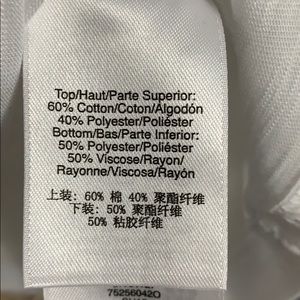 Top/Haut/Parte Superior:
60% Cotton/Coton/Algodón
40% Polyester/Poliéster
Bottom/Bas/Parte Inferior:
50% Polyester/Poliéster
50% Viscose/Rayon/
Rayonne/Viscosa/Rayón
上装: 60% 棉 40% 聚酯纤维
下装: 50% 聚酯纤维
50% 粘胶纤维
75256042O